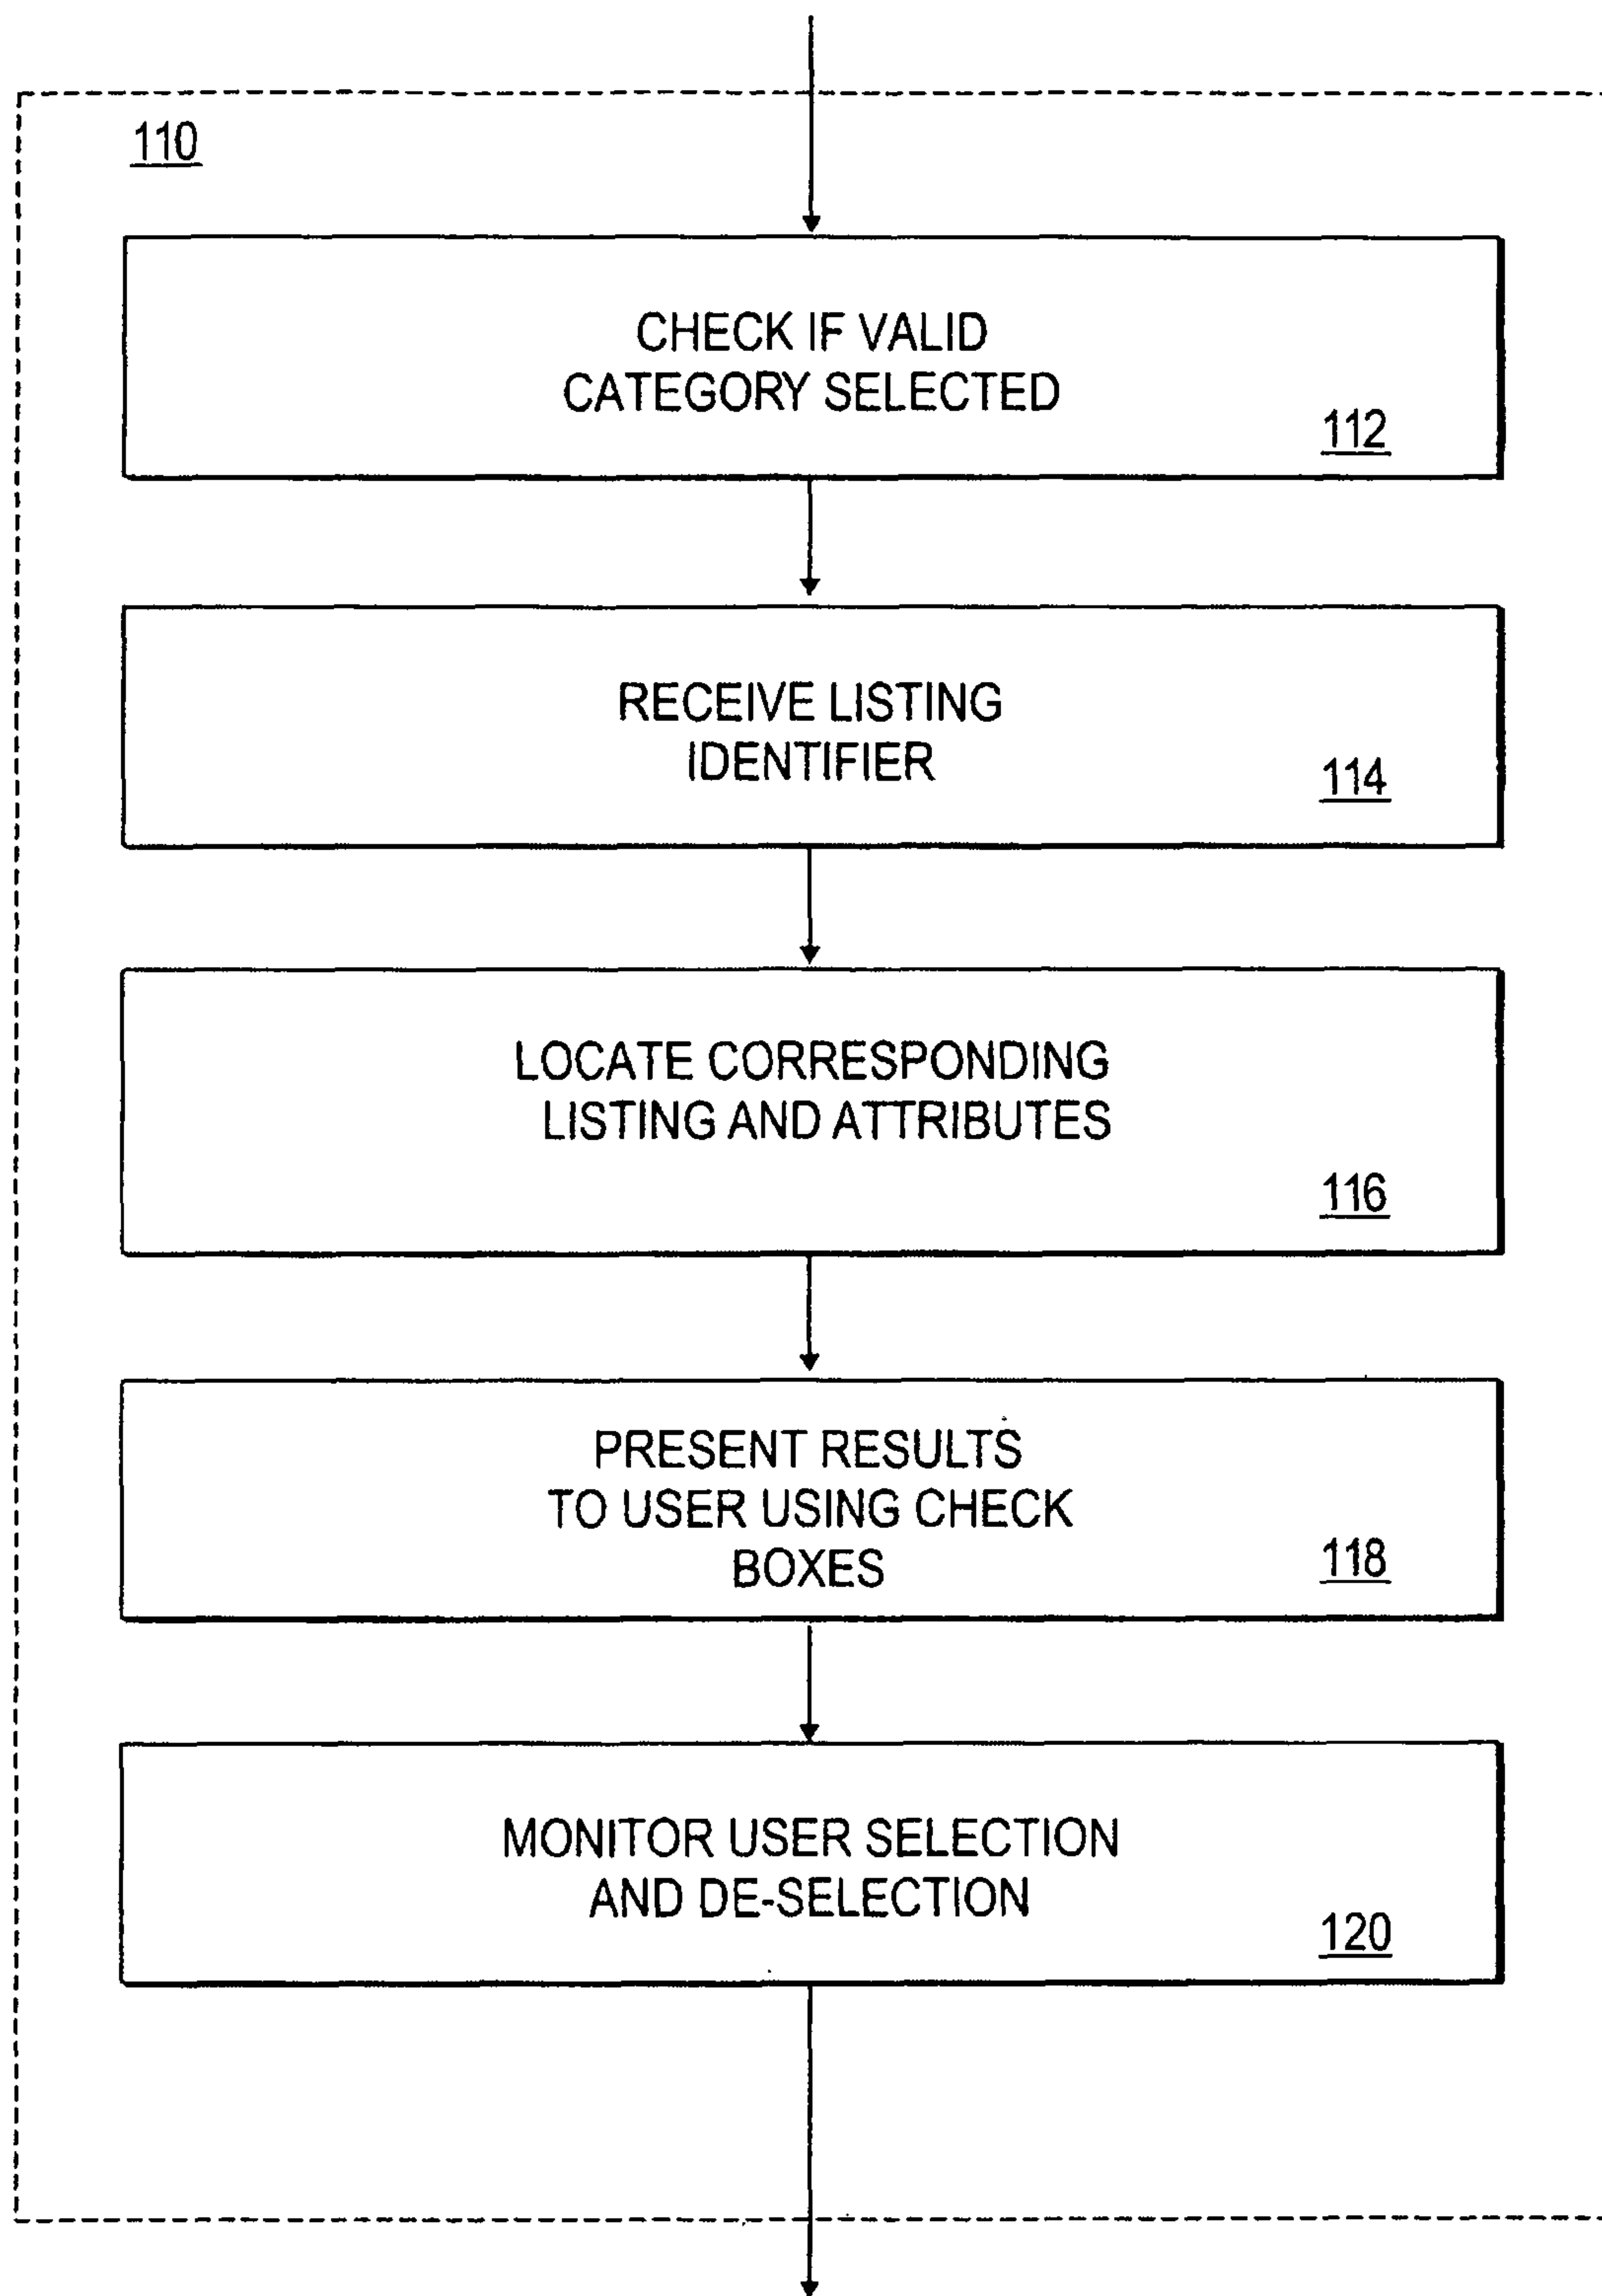 110
CHECK IF VALID
CATEGORY SELECTED
112
RECEIVE LISTING
IDENTIFIER
114
LOCATE CORRESPONDING
LISTING AND ATTRIBUTES
116
PRESENT RESULTS
TO USER USING CHECK
BOXES
118
MONITOR USER SELECTION
AND DE-SELECTION
120